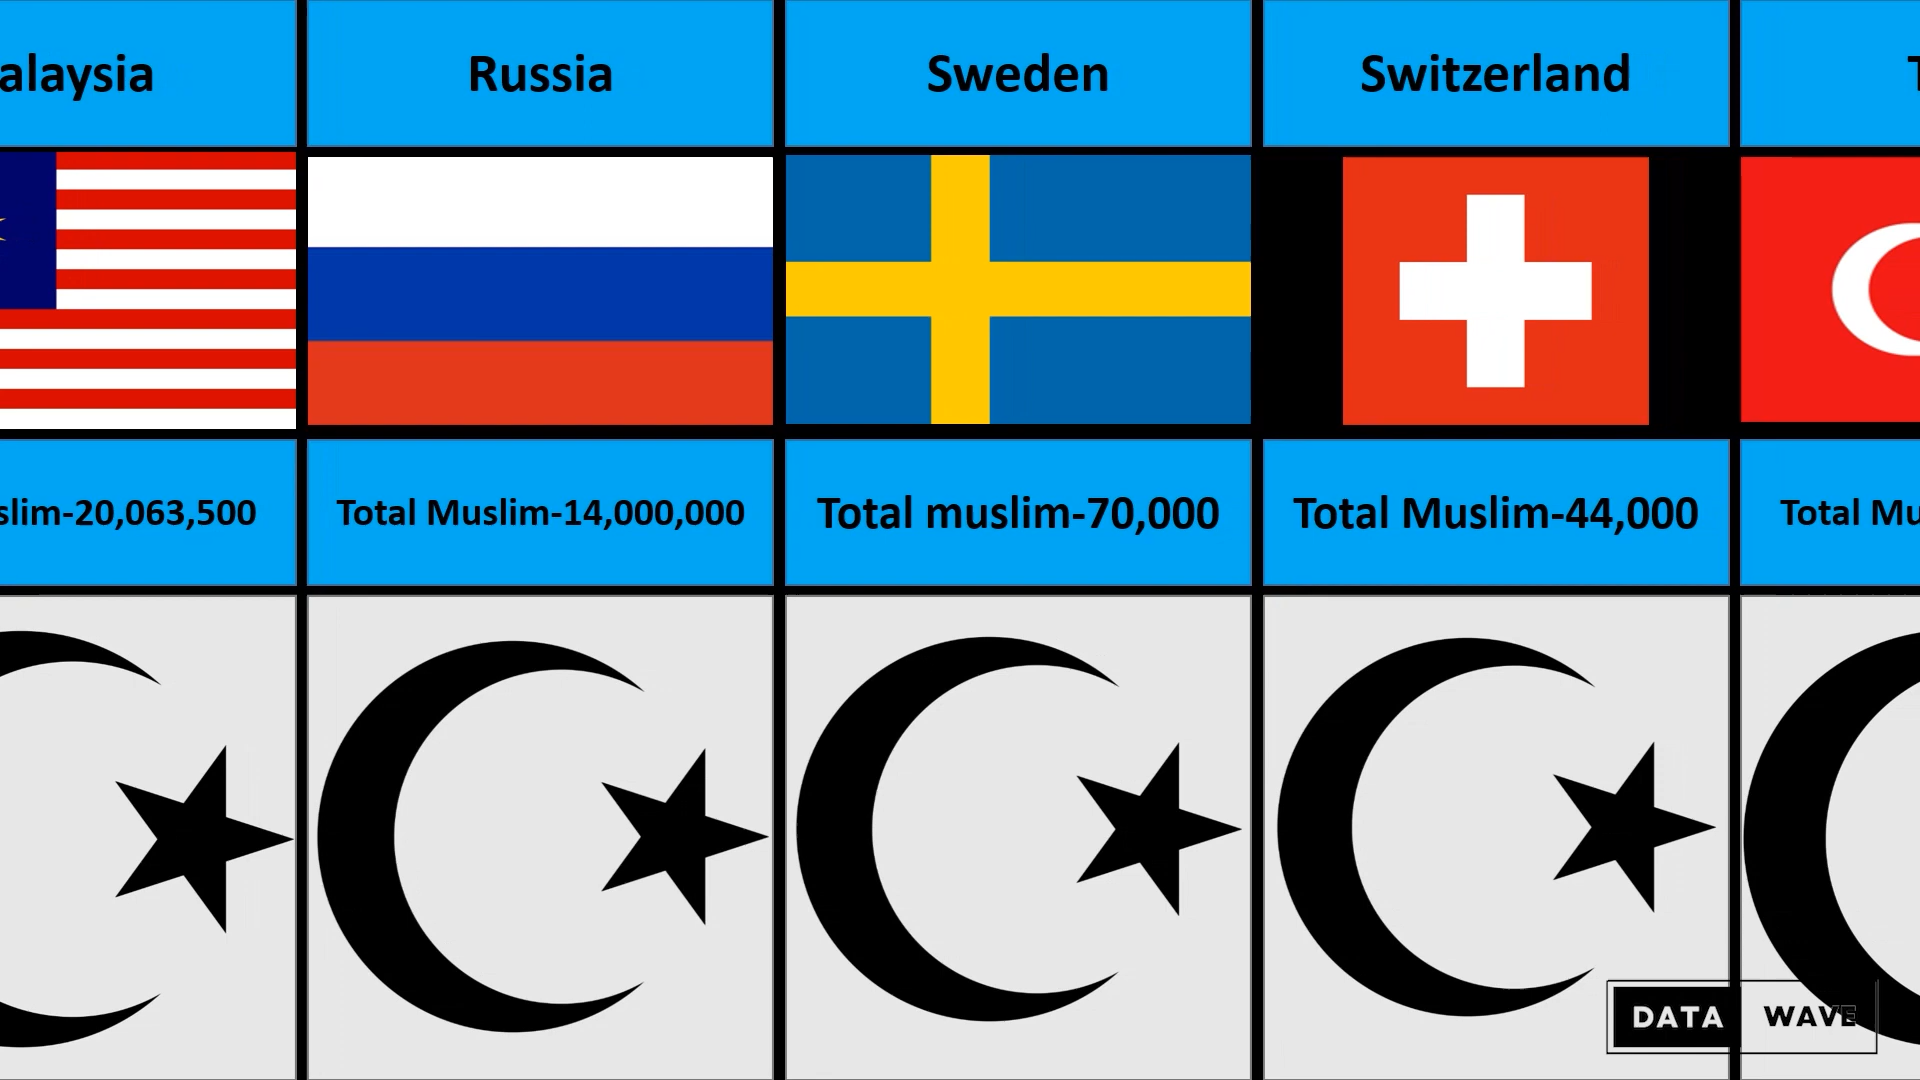 alaysia
Russia
Sweden
Switzerland
T
slim-20,063,500
Total Muslim-14,000,000
Total muslim-70,000
Total Muslim-44,000
Total Mu
DATA WAVE